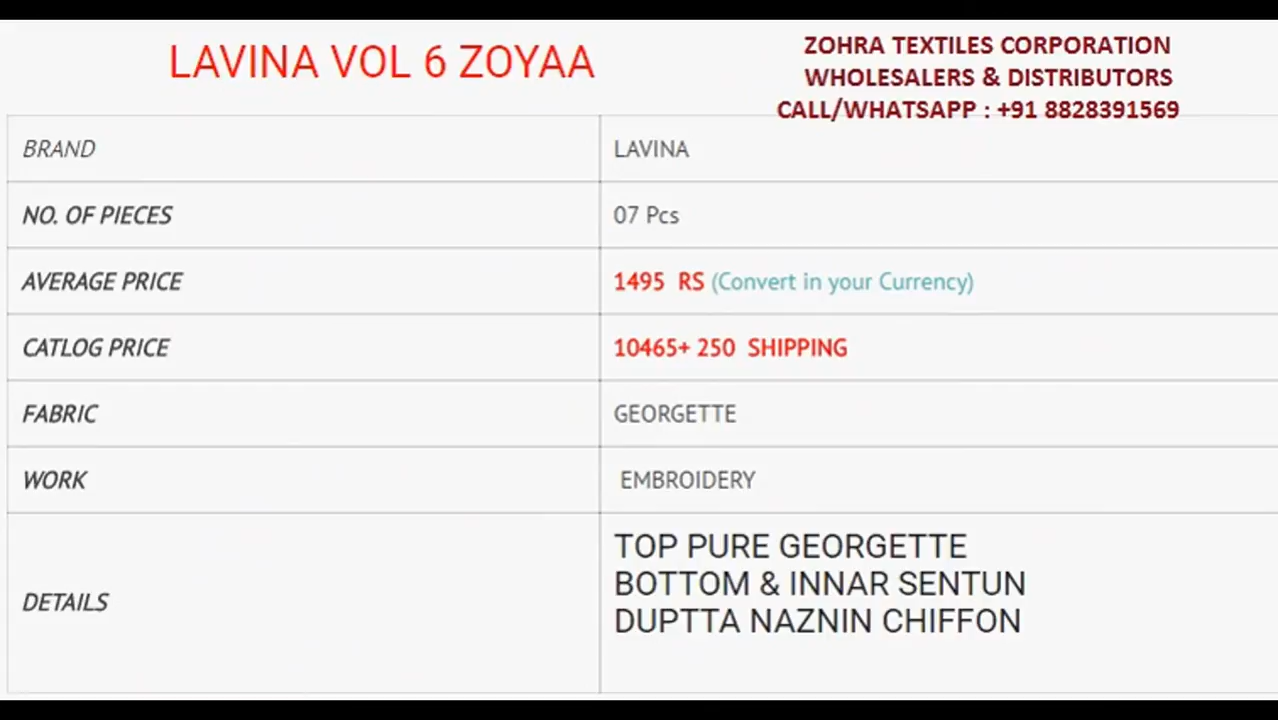 LAVINA VOL 6 ZOYAA
ZOHRA TEXTILES CORPORATION
WHOLESALERS & DISTRIBUTORS
CALL/WHATSAPP : +91 8828391569
BRAND LAVINA
NO. OF PIECES 07 Pcs
AVERAGE PRICE 1495 RS (Convert in your Currency)
CATLOG PRICE 10465+ 250 SHIPPING
FABRIC GEORGETTE
WORK EMBROIDERY
DETAILS
TOP PURE GEORGETTE
BOTTOM & INNAR SENTUN
DUPTTA NAZNIN CHIFFON